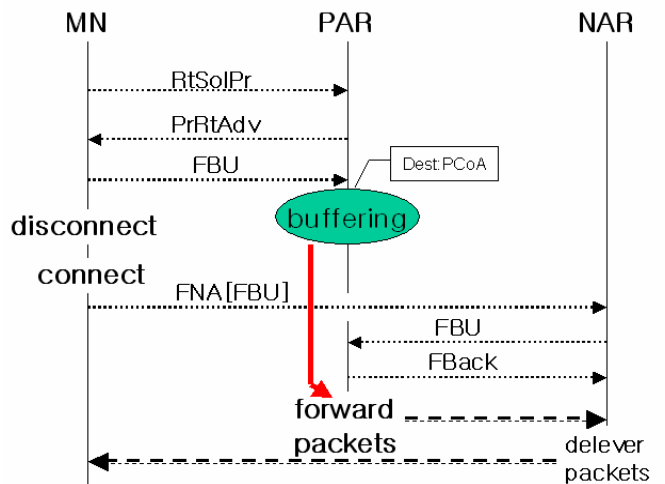 MN PAR NAR
RtSolPr
PrRtAdv
FBU
Dest:PCoA
buffering
disconnect
connect
FNA[FBU]
FBU
FBack
forward
packets
delever
packets